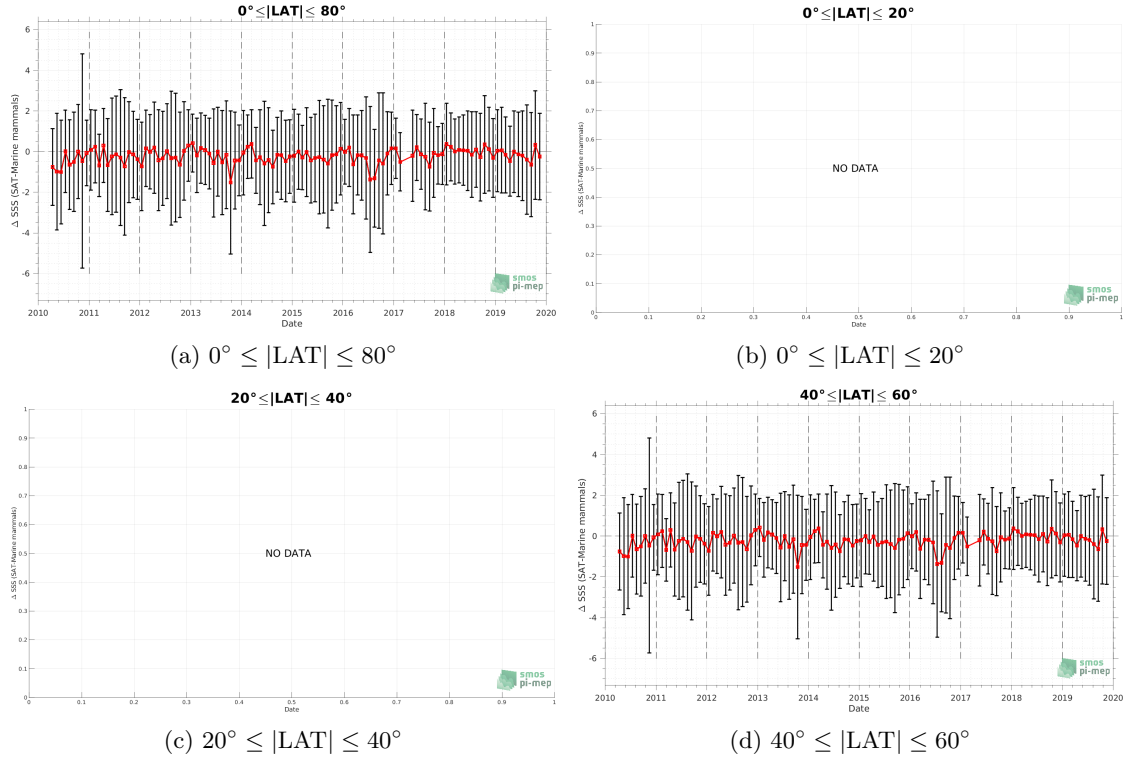 0°≤|LAT|≤ 80°
6
4
2
0
-2
-4
-6
Δ SSS (SAT-Marine mammals)
smos
pi-mep
2010 2011 2012 2013 2014 2015 2016 2017 2018 2019 2020
Date
(a) 0° ≤ |LAT| ≤ 80°
0°≤|LAT|≤ 20°
1
0.9
0.8
0.7
0.6
0.5
0.4
0.3
0.2
0.1
0
Δ SSS (SAT-Marine mammals)
NO DATA
smos
pi-mep
0 0.1 0.2 0.3 0.4 0.5 0.6 0.7 0.8 0.9 1
Date
(b) 0° ≤ |LAT| ≤ 20°
20°≤|LAT|≤ 40°
1
0.9
0.8
0.7
0.6
0.5
0.4
0.3
0.2
0.1
0
Δ SSS (SAT-Marine mammals)
NO DATA
smos
pi-mep
0 0.1 0.2 0.3 0.4 0.5 0.6 0.7 0.8 0.9 1
Date
(c) 20° ≤ |LAT| ≤ 40°
40°≤|LAT|≤ 60°
6
4
2
0
-2
-4
-6
Δ SSS (SAT-Marine mammals)
smos
pi-mep
2010 2011 2012 2013 2014 2015 2016 2017 2018 2019 2020
Date
(d) 40° ≤ |LAT| ≤ 60°